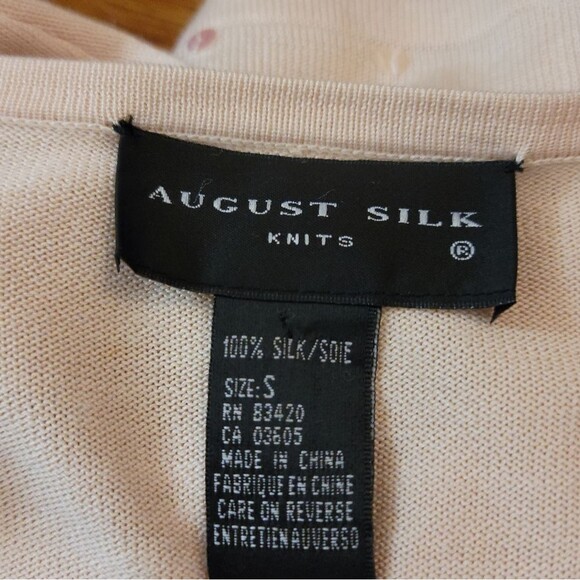 AUGUST SILK
KNITS
®
100% SILK/SOIE
SIZE: S
RN 83420
CA 03605
MADE IN CHINA
FABRIQUE EN CHINE
CARE ON REVERSE
ENTRETIEN AU VERSO